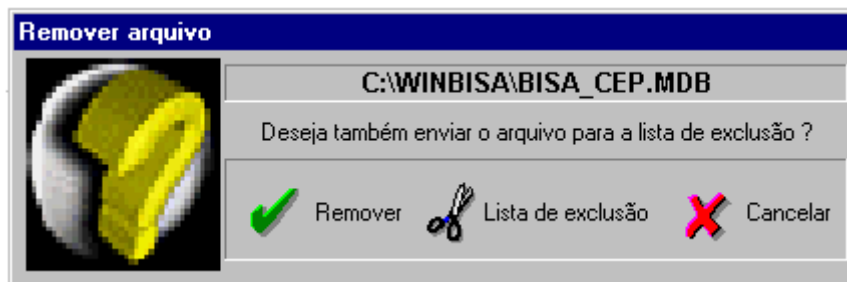 Remover arquivo
C:\WINBISA\BISA_CEP.MDB
Deseja também enviar o arquivo para a lista de exclusão ?
Remover Lista de exclusão Cancelar